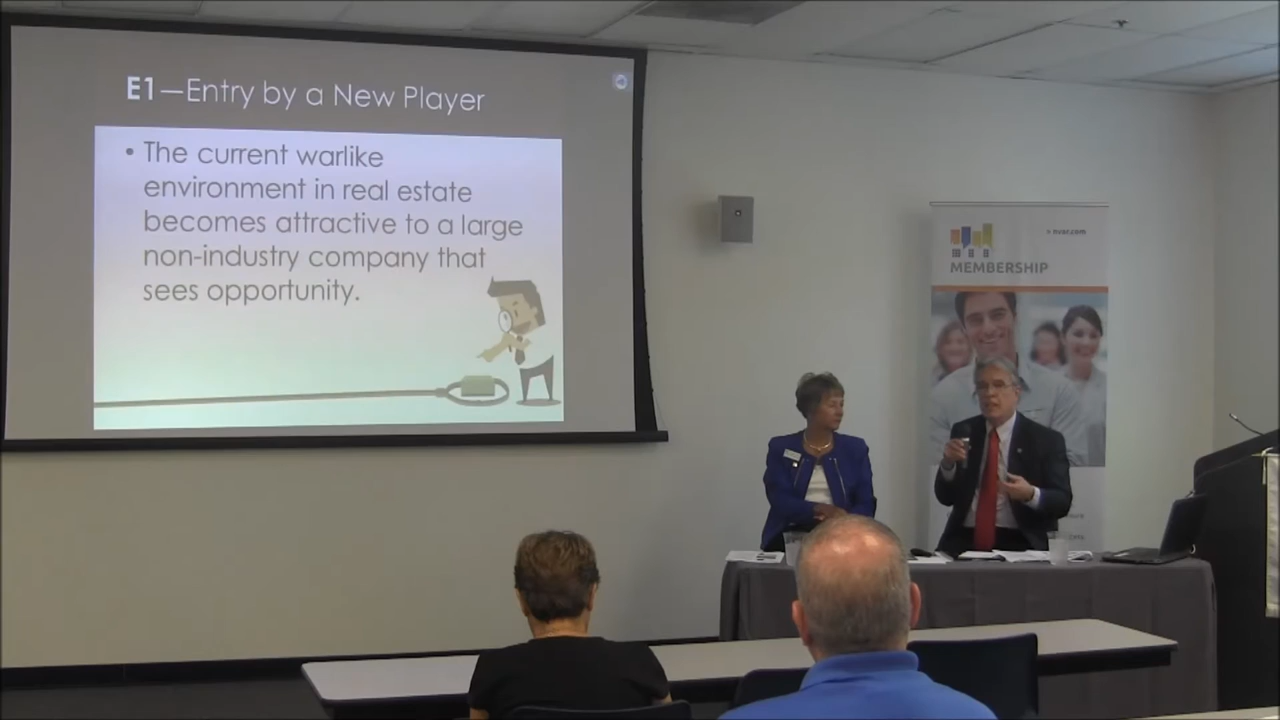 E1—Entry by a New Player
• The current warlike
environment in real estate
becomes attractive to a large
non-industry company that
sees opportunity.
nvar.com
MEMBERSHIP